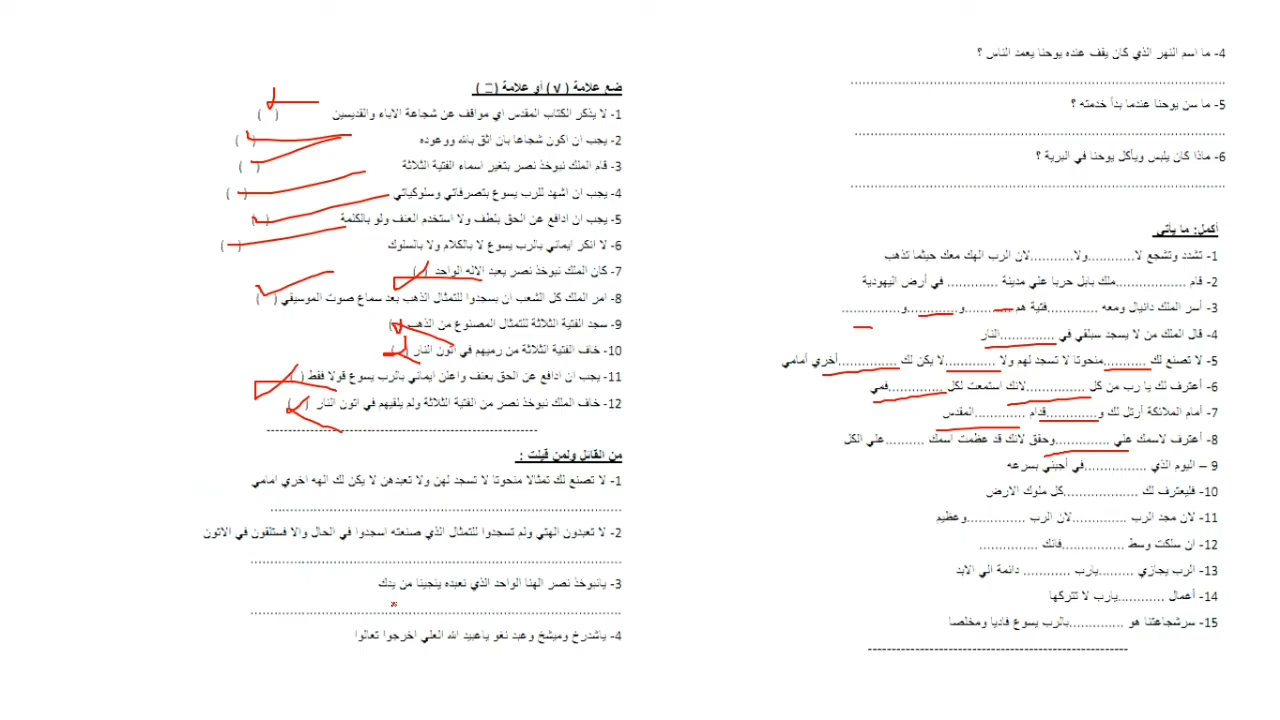 4- ما اسم النهر الذي كان يقف عنده يوحنا يعمد الناس ؟
......................................................................................
5- ما سن يوحنا عندما بدأ خدمته ؟
......................................................................................
6- ماذا كان يلبس ويأكل يوحنا في البرية ؟
......................................................................................
أكمل: ما يأتى
1- تشدد وتشجع لا............ولا............لان الرب الهك معك حيثما تذهب
2- قام .................ملك بابل حربا علي مدينة ............ في أرض اليهودية
3- أسر الملك دانيال ومعه ............فتية هم ............و............و...............
4- قال الملك من لا يسجد سيلقي في .............النار
5- لا تصنع لك ..........منحوتا لا تسجد لهم ولا ............لا يكن لك ..............أخري أمامي
6- أعترف لك يا رب من كل ..............لانك استمعت لكل .............فمي
7- أمام الملائكة أرتل لك و............قدام ............المقدس
8- أعترف لاسمك علي .............وحقق لانك قد عظمت اسمك ..........علي الكل
9 – اليوم الذي ...............في أجبني بسرعه
10- فليعترف لك ..................كل ملوك الارض
11- لان مجد الرب .............لان الرب ..............وعظيم
12- ان سلكت وسط ...............فانك ..............
13- الرب يجازي .........يارب ............ دائمة الي الابد
14- أعمال ...........يارب لا تتركها
15- سرشجاعتنا هو .............بالرب يسوع فاديا ومخلصا
--------------------------------------------------------
ضع علامة ( √ ) أو علامة ( □ )
1- لا يذكر الكتاب المقدس اي مواقف عن شجاعة الاباء والقديسين ( )
2- يجب ان اكون شجاعا بان اثق بالله ووعوده ( )
3- قام الملك نبوخذ نصر بتغير اسماء الفتية الثلاثة ( )
4- يجب ان اشهد للرب يسوع بتصرفاتي وسلوكياتي ( )
5- يجب ان ادافع عن الحق بلطف ولا استخدم العنف ولو بالكلمة ( )
6- لا انكر ايماني بالرب يسوع لا بالكلام ولا بالسلوك ( )
7- كان الملك نبوخذ نصر يعبد الاله الواحد ( )
8- امر الملك كل الشعب ان يسجدوا للتمثال الذهب بعد سماع صوت الموسيقي ( )
9- سجد الفتية الثلاثة للتمثال المصنوع من الذهب ( )
10- خاف الفتية الثلاثة من رميهم في اتون النار ( )
11- يجب ان ادافع عن الحق بعنف واعلن ايماني بالرب يسوع قولا فقط ( )
12- خاف الملك نبوخذ نصر من الفتية الثلاثة ولم يلقيهم في اتون النار ( )
--------------------------------------------------------
من القائل ولمن قيلت :
1- لا تصنع لك تمثالا منحوتا لا تسجد لهن ولا تعبدهن لا يكن لك الهه اخري امامي
......................................................................................
2- لا تعبدون الهتي ولم تسجدوا للتمثال الذي صنعته اسجدوا في الحال والا فستلقون في الاتون
......................................................................................
3- يانبوخذ نصر الهنا الواحد الذي نعبده ينجينا من يدك
......................................................................................
4- ياشدرخ وميشخ وعبد نغو ياعبيد الله العلي اخرجوا تعالوا